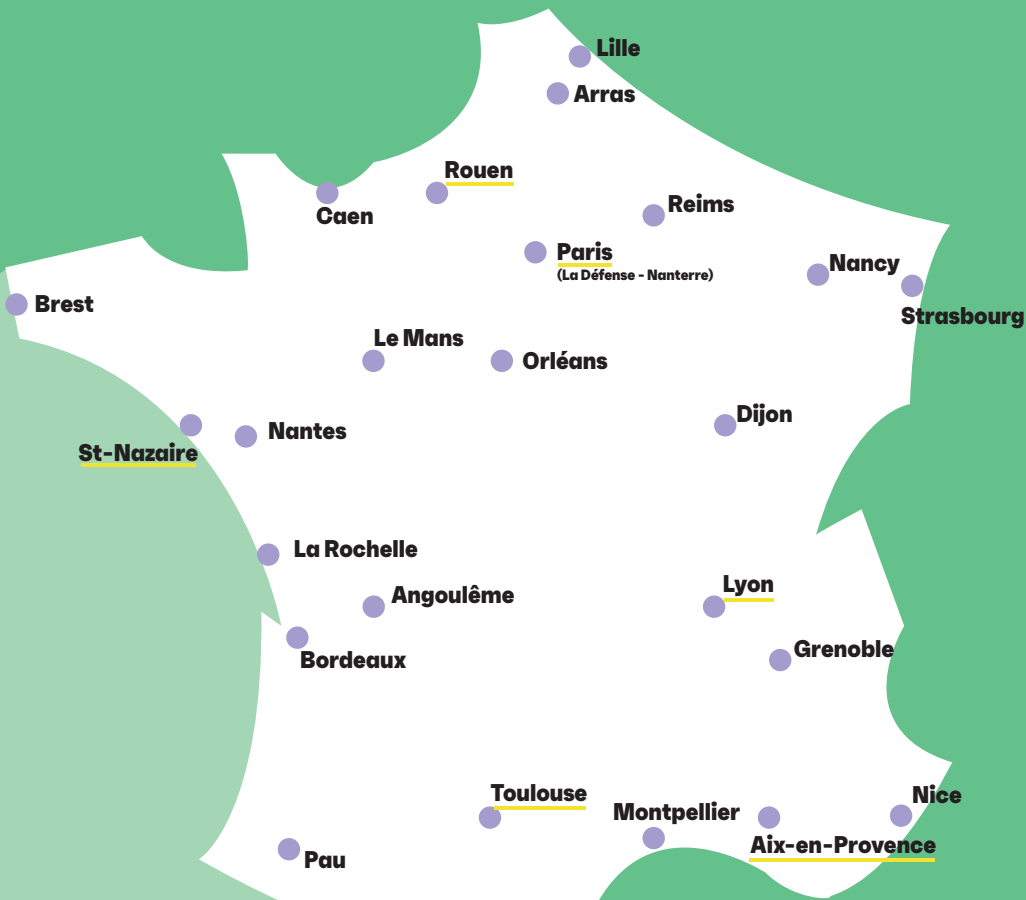 Lille
Arras
Rouen
Reims
Caen
Paris
(La Défense - Nanterre)
Nancy
Brest
Strasbourg
Le Mans
Orléans
Dijon
Nantes
St-Nazaire
La Rochelle
Lyon
Angoulême
Grenoble
Bordeaux
Toulouse
Nice
Montpellier
Aix-en-Provence
Pau